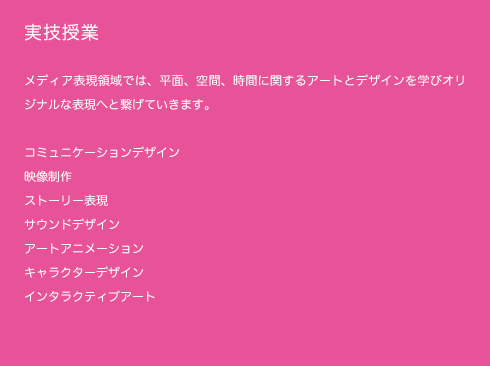 実技授業
メディア表現領域では、平面、空間、時間に関するアートとデザインを学びオリ
ジナルな表現へと繋げていきます。
コミュニケーションデザイン
映像制作
ストーリー表現
サウンドデザイン
アートアニメーション
キャラクターデザイン
インタラクティブアート